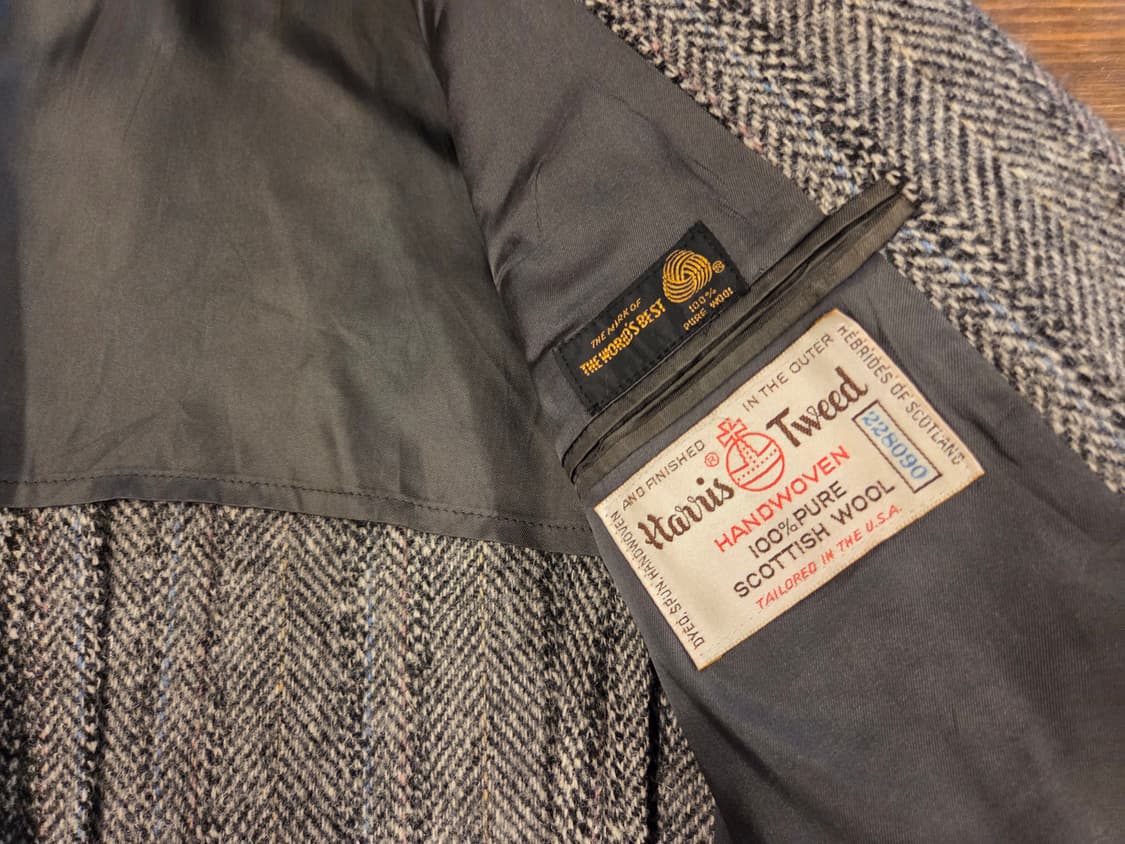 THE MARK OF
THE WORLD'S BEST
®
100%
PURE WOOL
DYED, SPUN, HANDWOVEN AND FINISHED IN THE OUTER HEBRIDES OF SCOTLAND
®
Harris Tweed
HANDWOVEN
100% PURE
SCOTTISH WOOL
TAILORED IN THE U.S.A.
228090